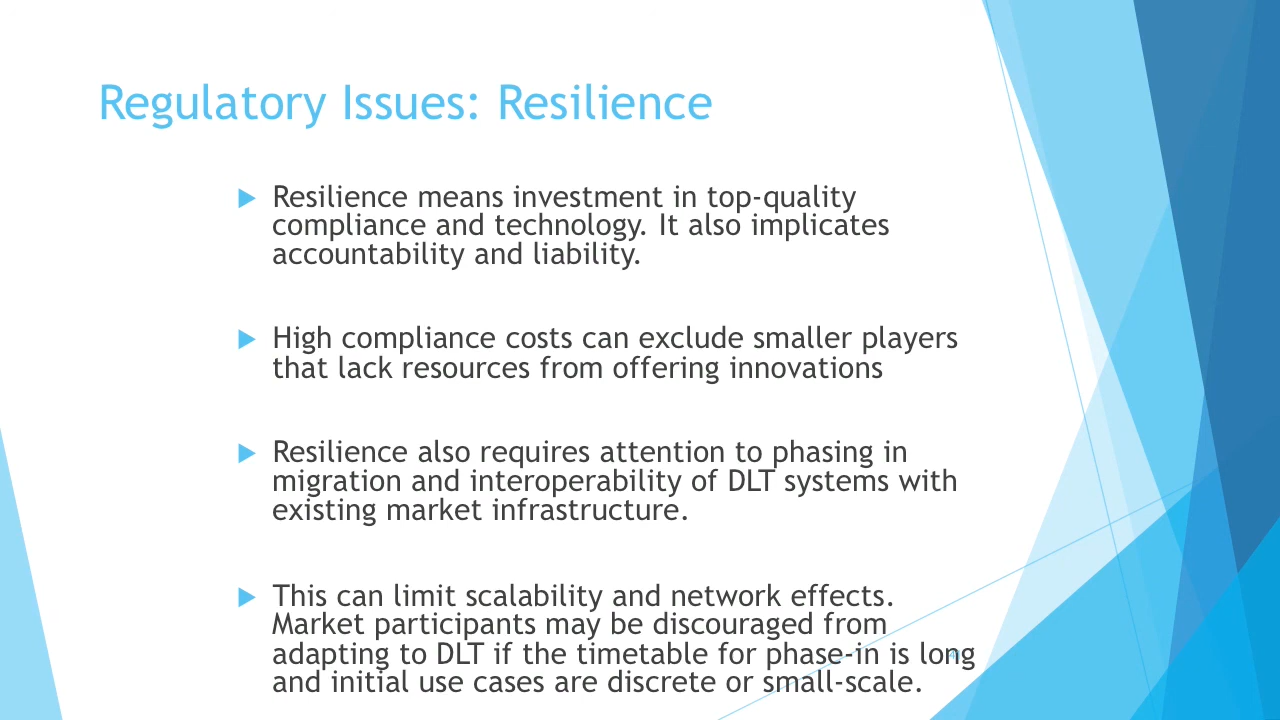 Regulatory Issues: Resilience
Resilience means investment in top-quality
compliance and technology. It also implicates
accountability and liability.
High compliance costs can exclude smaller players
that lack resources from offering innovations
Resilience also requires attention to phasing in
migration and interoperability of DLT systems with
existing market infrastructure.
This can limit scalability and network effects.
Market participants may be discouraged from
adapting to DLT if the timetable for phase-in is long
and initial use cases are discrete or small-scale.